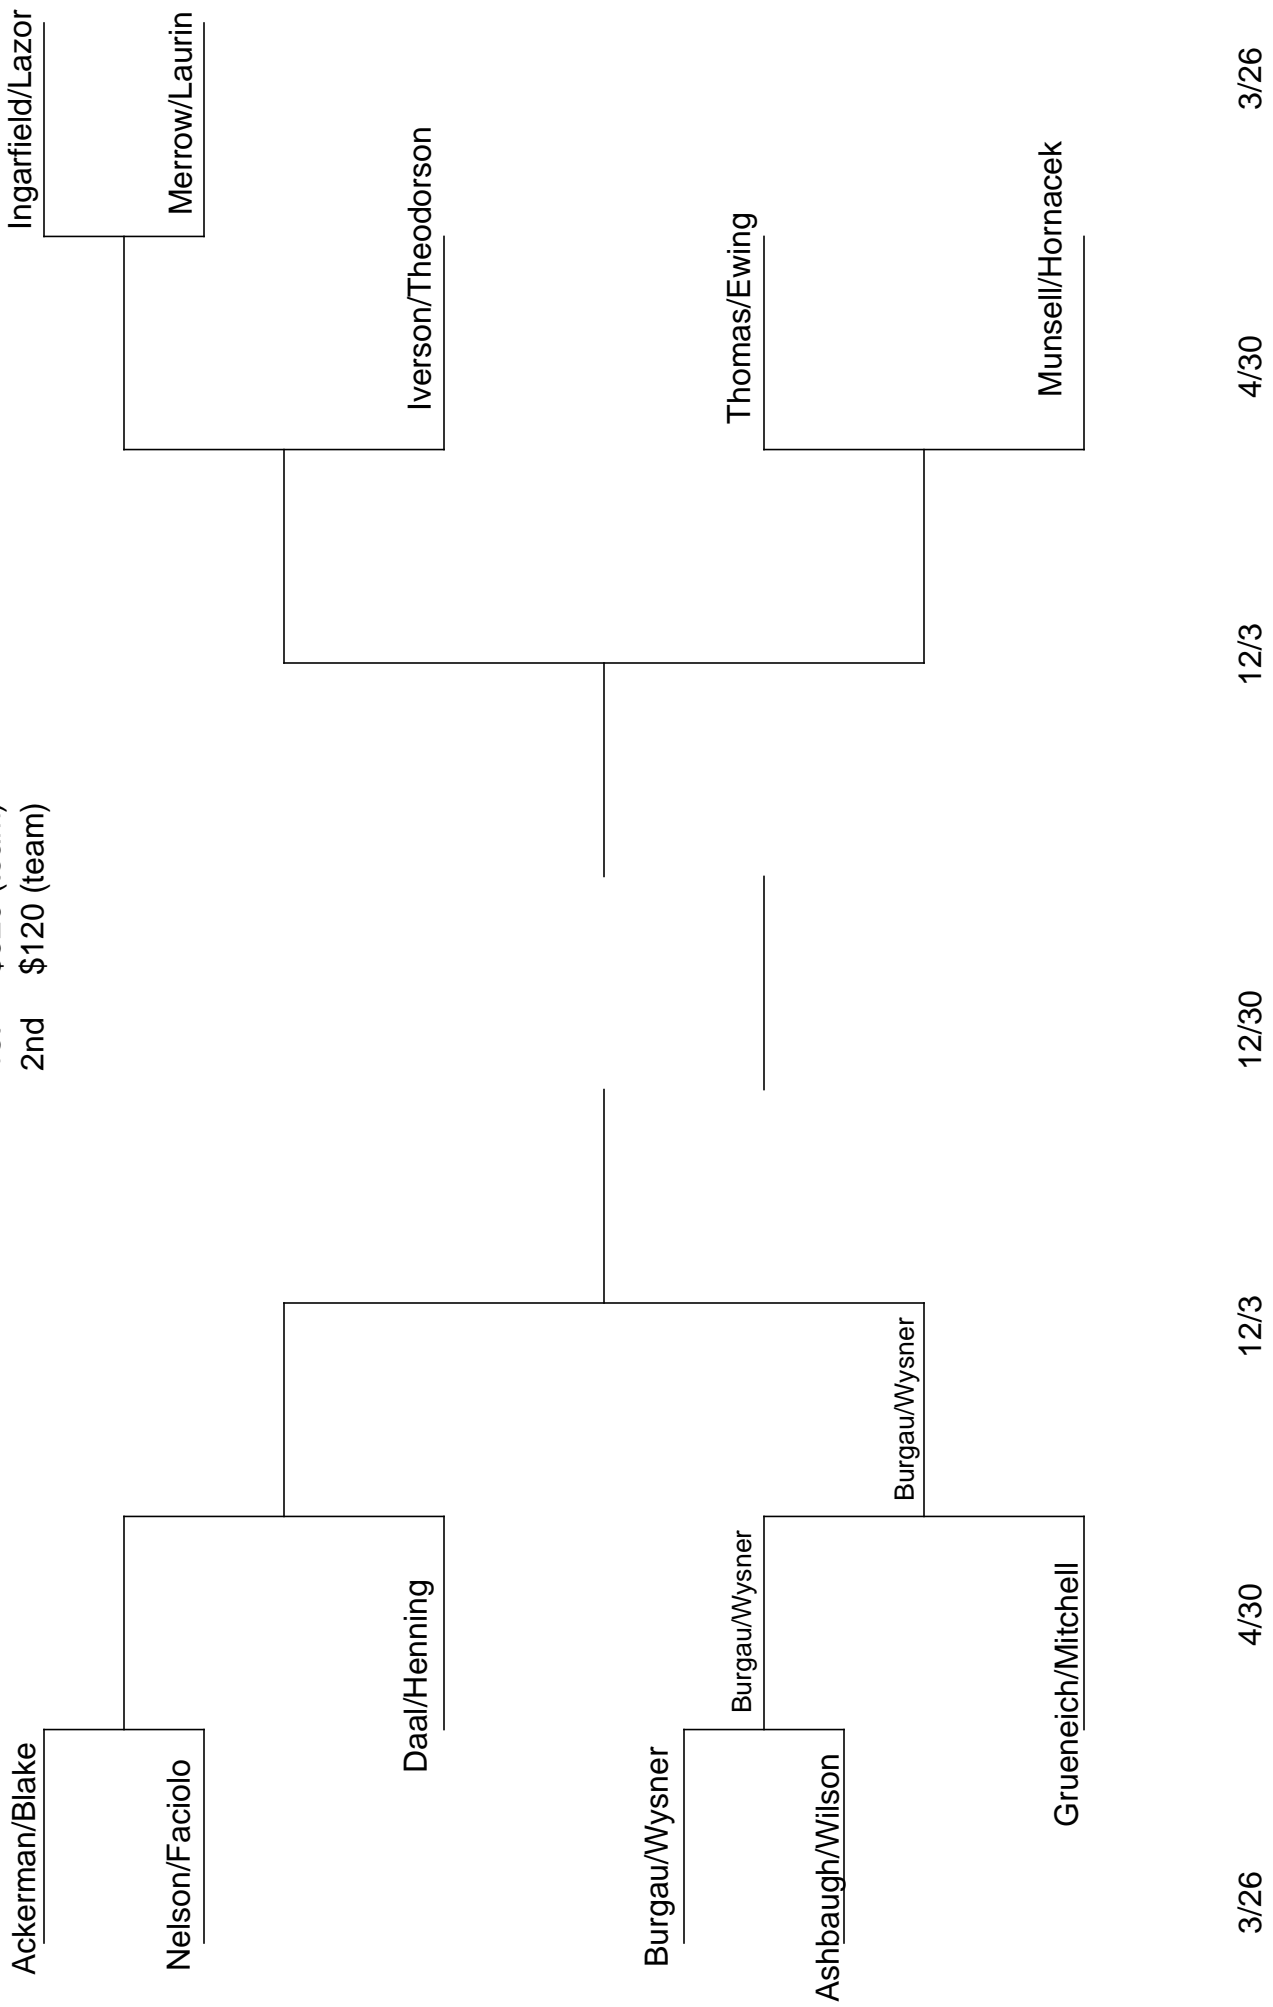 2nd $120 (team)
Ackerman/Blake
Nelson/Faciolo
Daal/Henning
Burgau/Wysner
Burgau/Wysner
Ashbaugh/Wilson
Burgau/Wysner
Grueneich/Mitchell
Ingarfield/Lazor
Merrow/Laurin
Iverson/Theodorson
Thomas/Ewing
Munsell/Hornacek
3/26 4/30 12/3 12/30 12/3 4/30 3/26